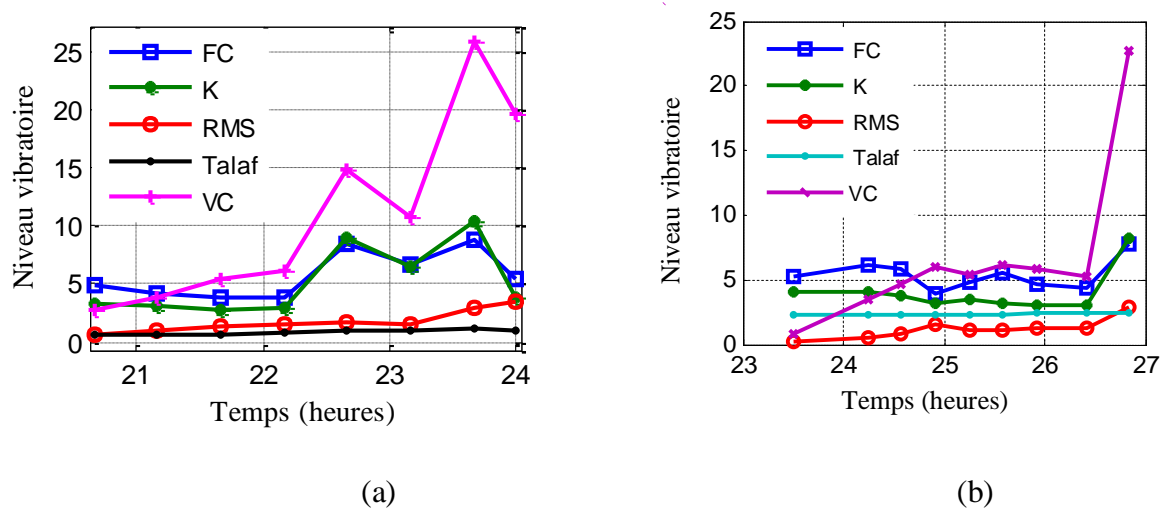 25
20
15
10
5
0
Niveau vibratoire
FC
K
RMS
Talaf
VC
21 22 23 24
Temps (heures)
(a)
25
20
15
10
5
0
Niveau vibratoire
FC
K
RMS
Talaf
VC
23 24 25 26 27
Temps (heures)
(b)